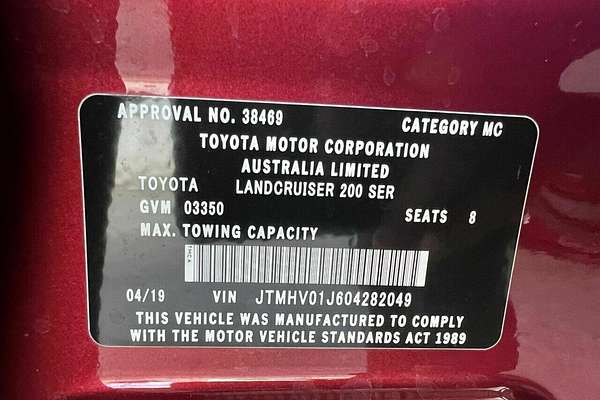 APPROVAL NO. 38469 CATEGORY MC
TOYOTA MOTOR CORPORATION
AUSTRALIA LIMITED
TOYOTA LANDCRUISER 200 SER
GVM 03350 SEATS 8
MAX. TOWING CAPACITY
04/19 VIN JTMHV01J604282049
THIS VEHICLE WAS MANUFACTURED TO COMPLY
WITH THE MOTOR VEHICLE STANDARDS ACT 1989